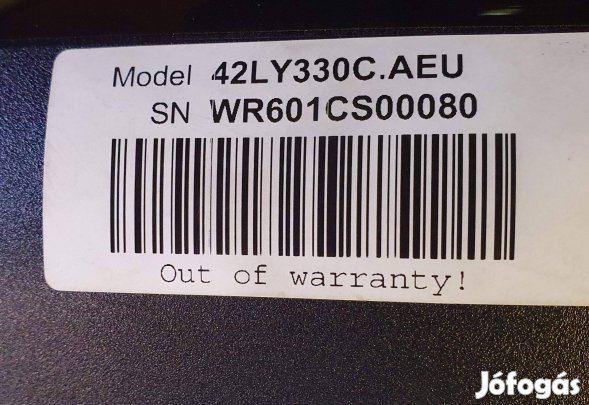 Model 42LY330C.AEU
SN WR601CS00080
Out of warranty!
Jófogás